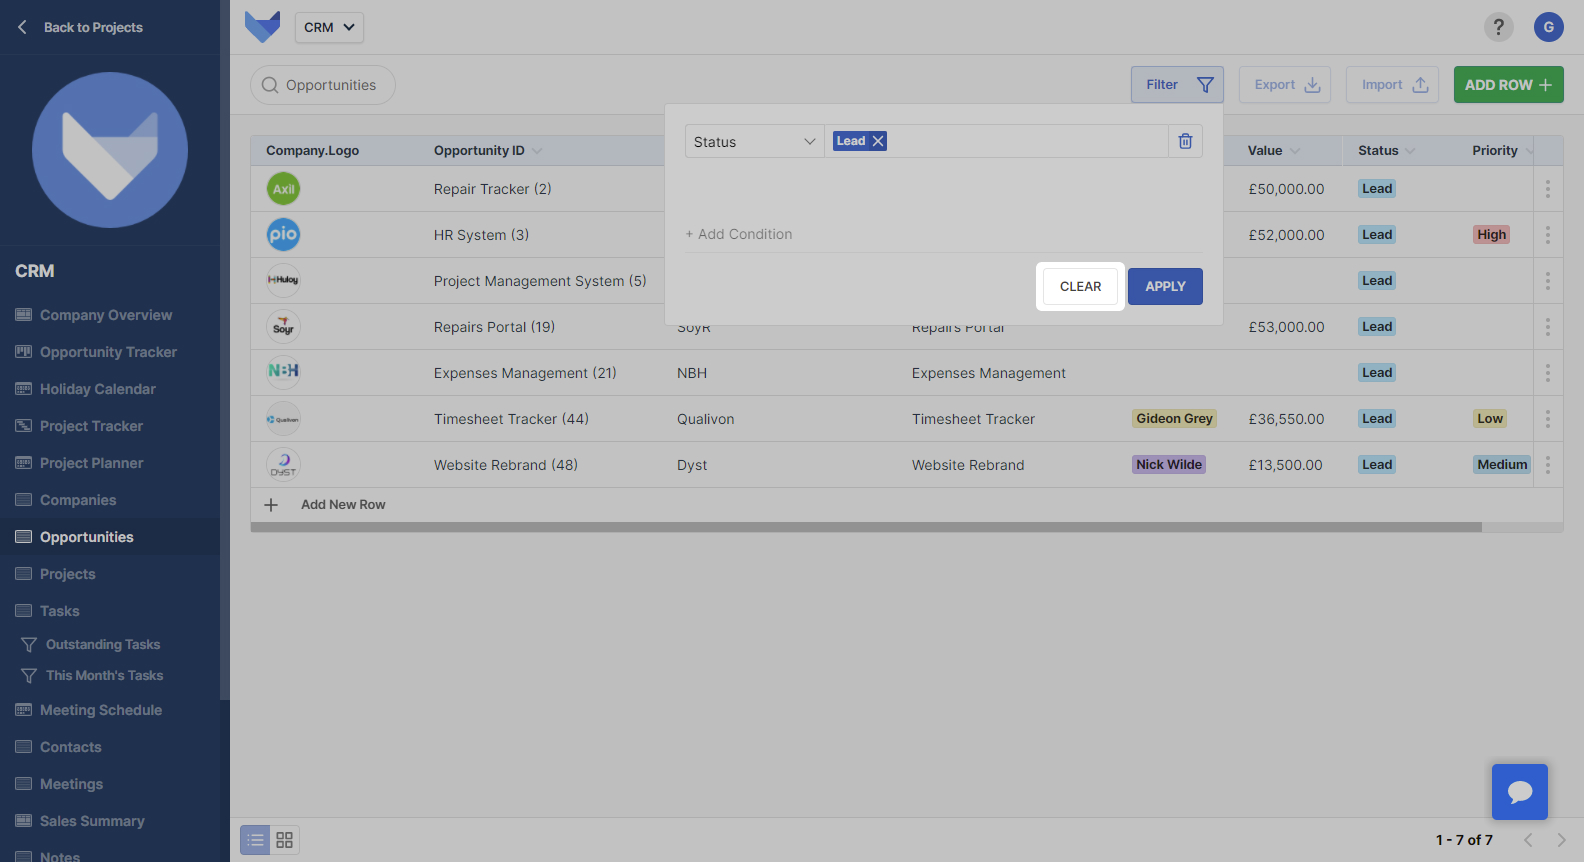 Back to Projects
CRM
?
G
Opportunities
Filter
Export
Import
ADD ROW
Status
Lead
+ Add Condition
CLEAR
APPLY
Company.Logo
Opportunity ID
Value
Status
Priority
Axil
Repair Tracker (2)
£50,000.00
Lead
pio
HR System (3)
£52,000.00
Lead
High
Huloy
Project Management System (5)
Lead
Soyr
Repairs Portal (19)
SoyR
Repairs Portal
£53,000.00
Lead
NBH
Expenses Management (21)
NBH
Expenses Management
Lead
Qualivon
Timesheet Tracker (44)
Qualivon
Timesheet Tracker
Gideon Grey
£36,550.00
Lead
Low
DYST
Website Rebrand (48)
Dyst
Website Rebrand
Nick Wilde
£13,500.00
Lead
Medium
Add New Row
CRM
Company Overview
Opportunity Tracker
Holiday Calendar
Project Tracker
Project Planner
Companies
Opportunities
Projects
Tasks
Outstanding Tasks
This Month's Tasks
Meeting Schedule
Contacts
Meetings
Sales Summary
Notes
1 - 7 of 7